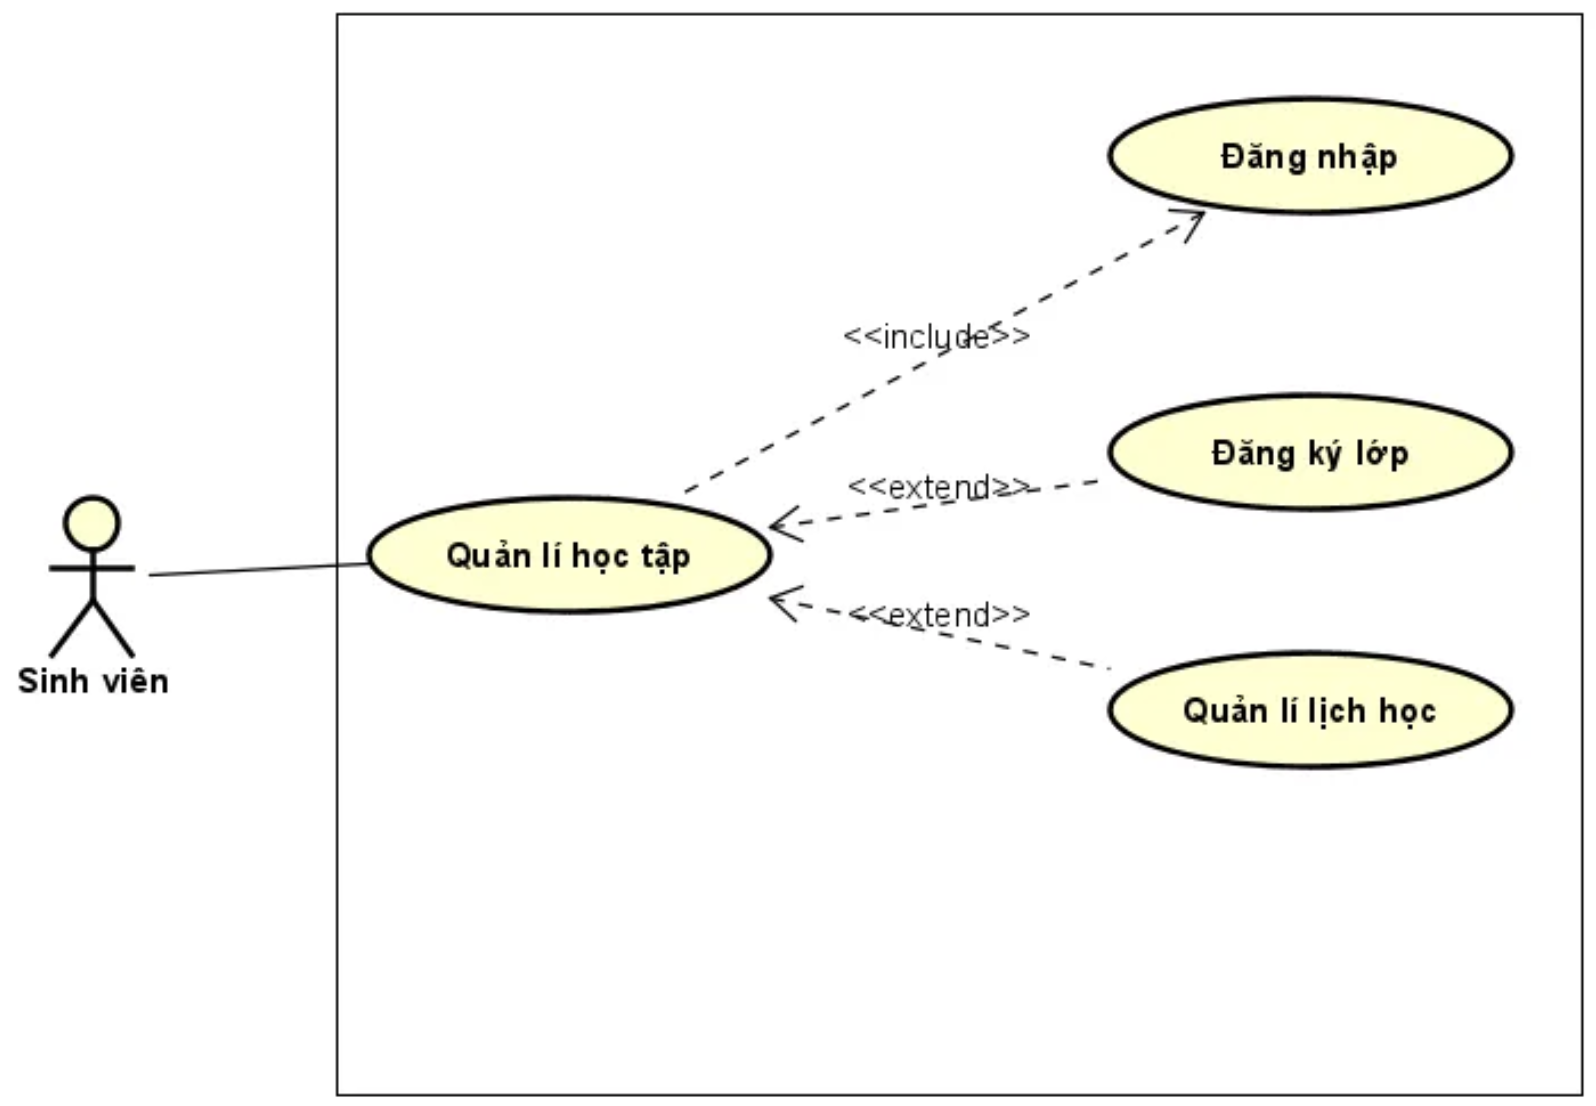 Đăng nhập
<<include>>
Đăng ký lớp
<<extend>>
Quản lí học tập
<<extend>>
Sinh viên
Quản lí lịch học